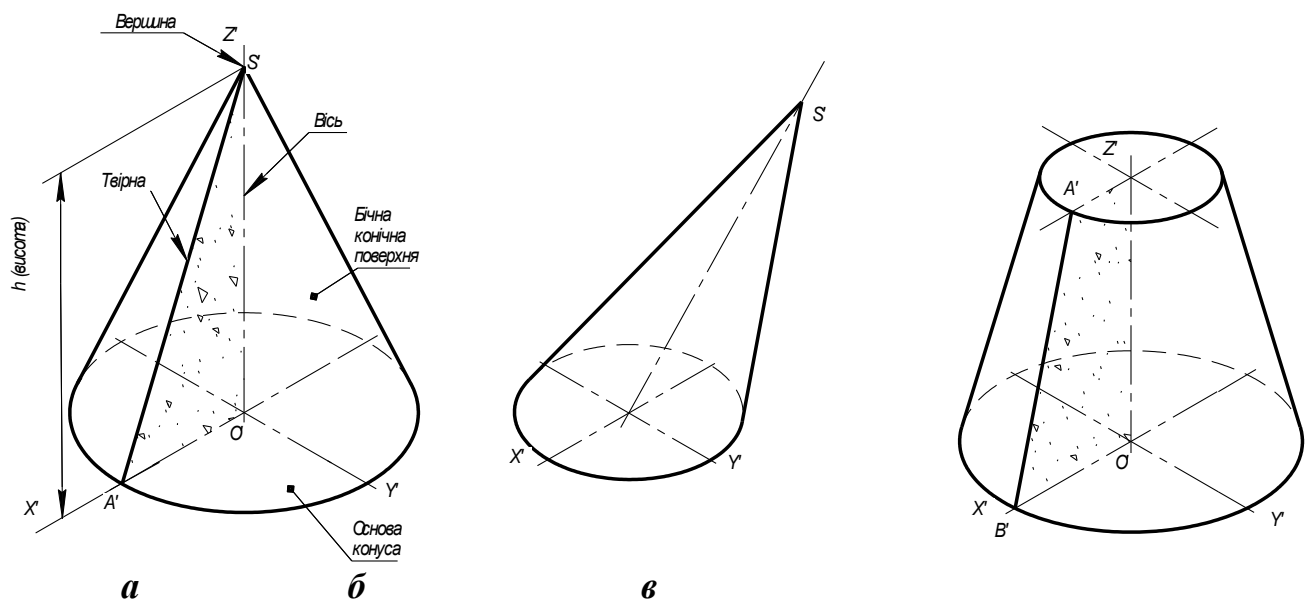 Вершина
Z'
S'
Вісь
Твірна
Бічна
конічна
поверхня
h (висота)
O'
X'
A'
Y'
Основа
конуса
S'
X'
Y'
Z'
A'
O'
X'
B'
Y'
а
б
в